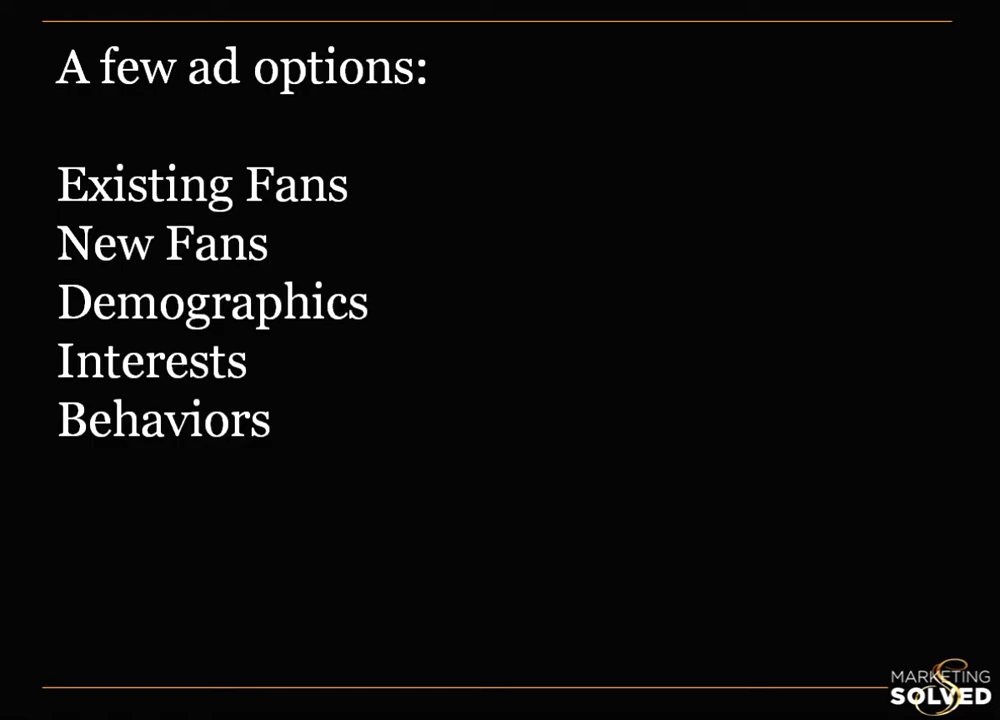 A few ad options:
Existing Fans
New Fans
Demographics
Interests
Behaviors
MARKETING
SOLVED